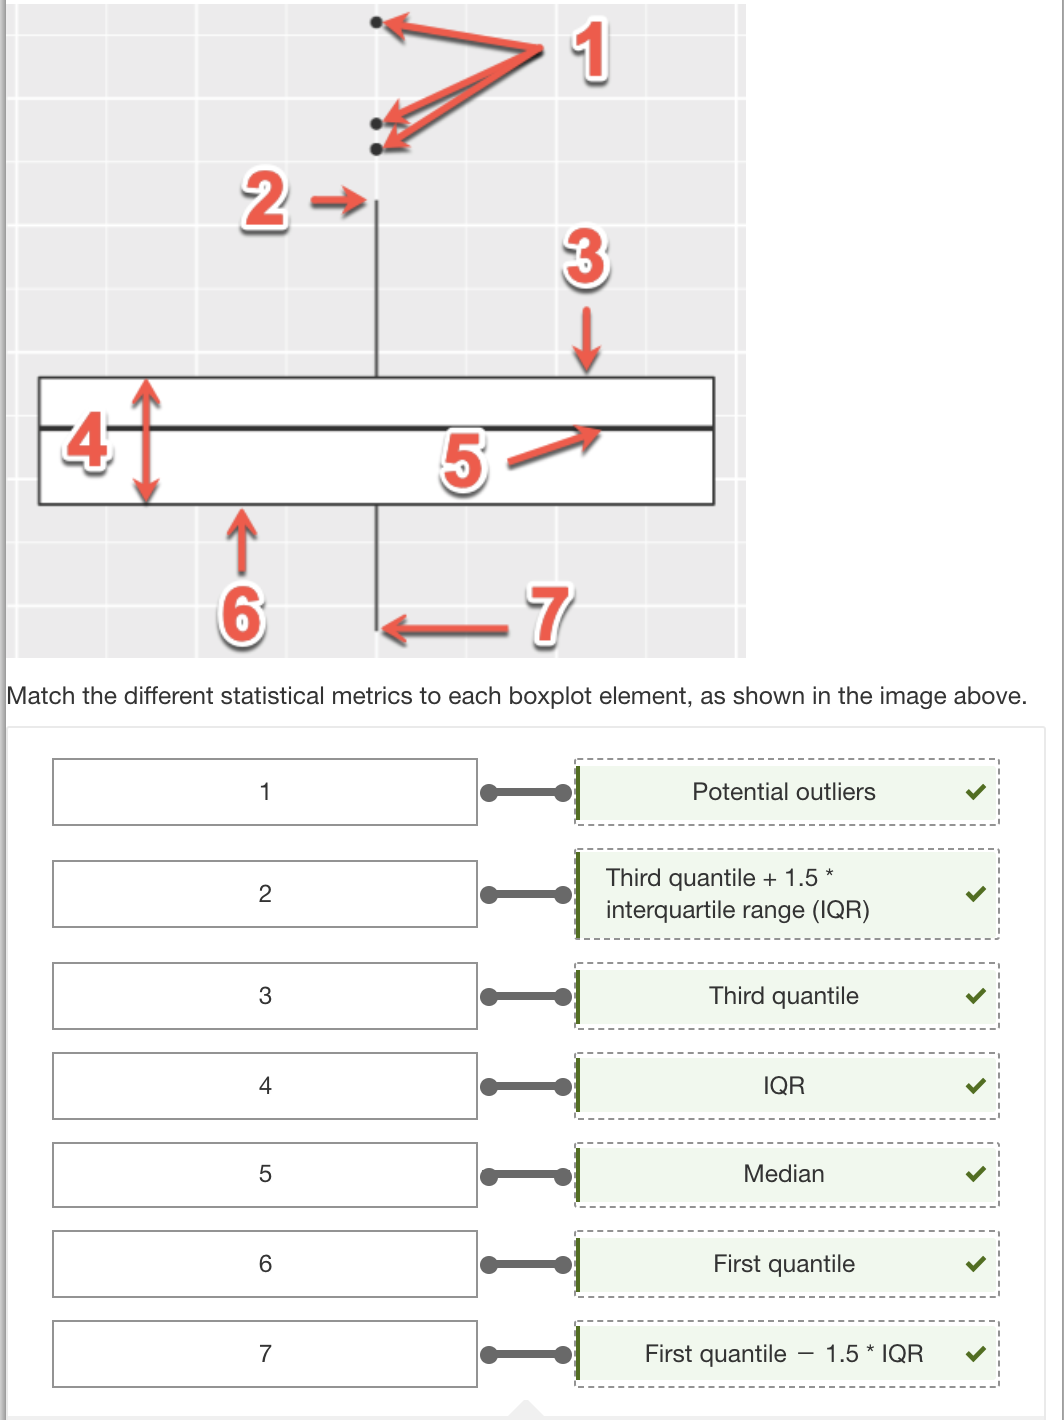 1
2
3
4
5
6
7
Match the different statistical metrics to each boxplot element, as shown in the image above.
1
Potential outliers
2
Third quantile + 1.5 *
interquartile range (IQR)
3
Third quantile
4
IQR
5
Median
6
First quantile
7
First quantile − 1.5 * IQR